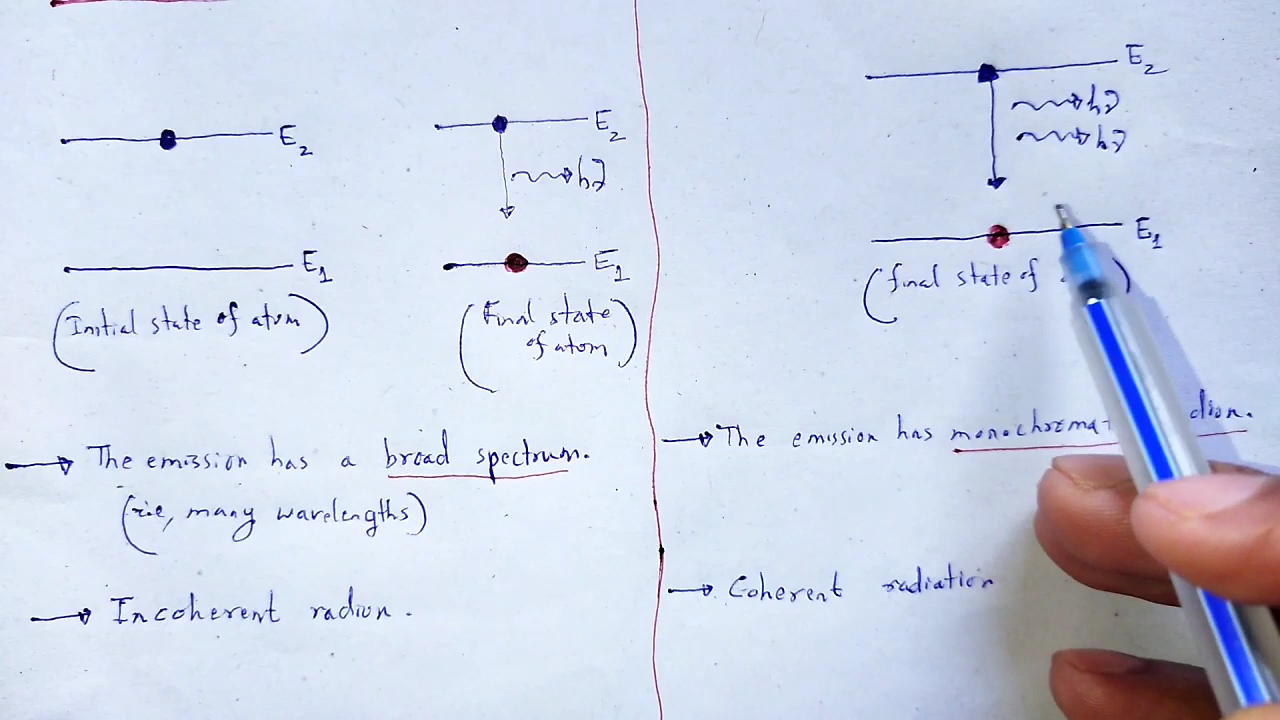 E2
E1
(Initial state of atom)
E2
hν
E1
(Final state
of atom)
→ The emission has a broad spectrum.
(i.e, many wavelengths)
→ Incoherent radion.
E2
hν
hν
E1
(final state of
→ The emission has
→ Coherent radiation